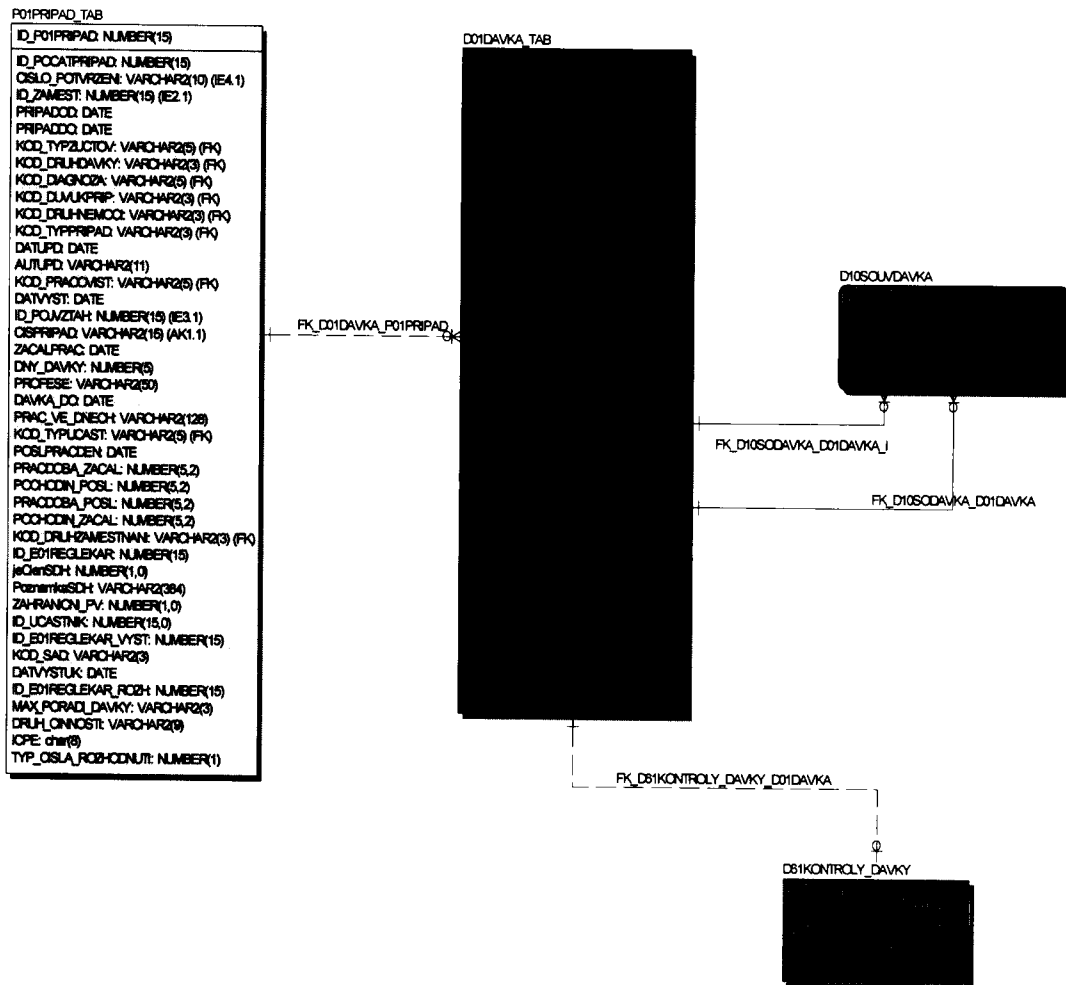 P01PRIPAD_TAB
ID_P01PRIPAD: NUMBER(15)
ID_POCATPRIPAD: NUMBER(15)
CISLO_POTVRZENI: VARCHAR2(10) (IE4.1)
ID_ZAMEST: NUMBER(15) (IE2.1)
PRIPADOD: DATE
PRIPADDO: DATE
KOD_TYPZUCTOV: VARCHAR2(5) (FK)
KOD_DRUHDAVKY: VARCHAR2(3) (FK)
KOD_DIAGNOZA: VARCHAR2(5) (FK)
KOD_DUVUKPRIP: VARCHAR2(3) (FK)
KOD_DRUHNEMOCI: VARCHAR2(3) (FK)
KOD_TYPPRIPAD: VARCHAR2(3) (FK)
DATUPD: DATE
AUTUPD: VARCHAR2(11)
KOD_PRACOVIST: VARCHAR2(5) (FK)
DATVYST: DATE
ID_POJVZTAH: NUMBER(15) (IE3.1)
CISPRIPAD: VARCHAR2(15) (AK1.1)
ZACALPRAC: DATE
DNY_DAVKY: NUMBER(5)
PROFESE: VARCHAR2(50)
DAVKA_DO: DATE
PRAC_VE_DNECH: VARCHAR2(128)
KOD_TYPUCAST: VARCHAR2(5) (FK)
POSLPRACDEN: DATE
PRACDOBA_ZACAL: NUMBER(5,2)
POCHODIN_POSL: NUMBER(5,2)
PRACDOBA_POSL: NUMBER(5,2)
POCHODIN_ZACAL: NUMBER(5,2)
KOD_DRUHZAMESTNANI: VARCHAR2(3) (FK)
ID_E01REGLEKAR: NUMBER(15)
jeClenSDH: NUMBER(1,0)
PoznamkaSDH: VARCHAR2(384)
ZAHRANCNI_PV: NUMBER(1,0)
ID_UCASTNIK: NUMBER(15,0)
ID_E01REGLEKAR_VYST: NUMBER(15)
KOD_SAD: VARCHAR2(3)
DATVYSTUK: DATE
ID_E01REGLEKAR_ROZH: NUMBER(15)
MAX_PORADI_DAVKY: VARCHAR2(3)
DRUH_CINNOSTI: VARCHAR2(9)
ICPE: char(8)
TYP_CISLA_ROZHODNUTI: NUMBER(1)
FK_D01DAVKA_P01PRIPAD
D01DAVKA_TAB
D10SOUVDAVKA
FK_D10SODAVKA_D01DAVKA_I
FK_D10SODAVKA_D01DAVKA
FK_D61KONTROLY_DAVKY_D01DAVKA
D61KONTROLY_DAVKY